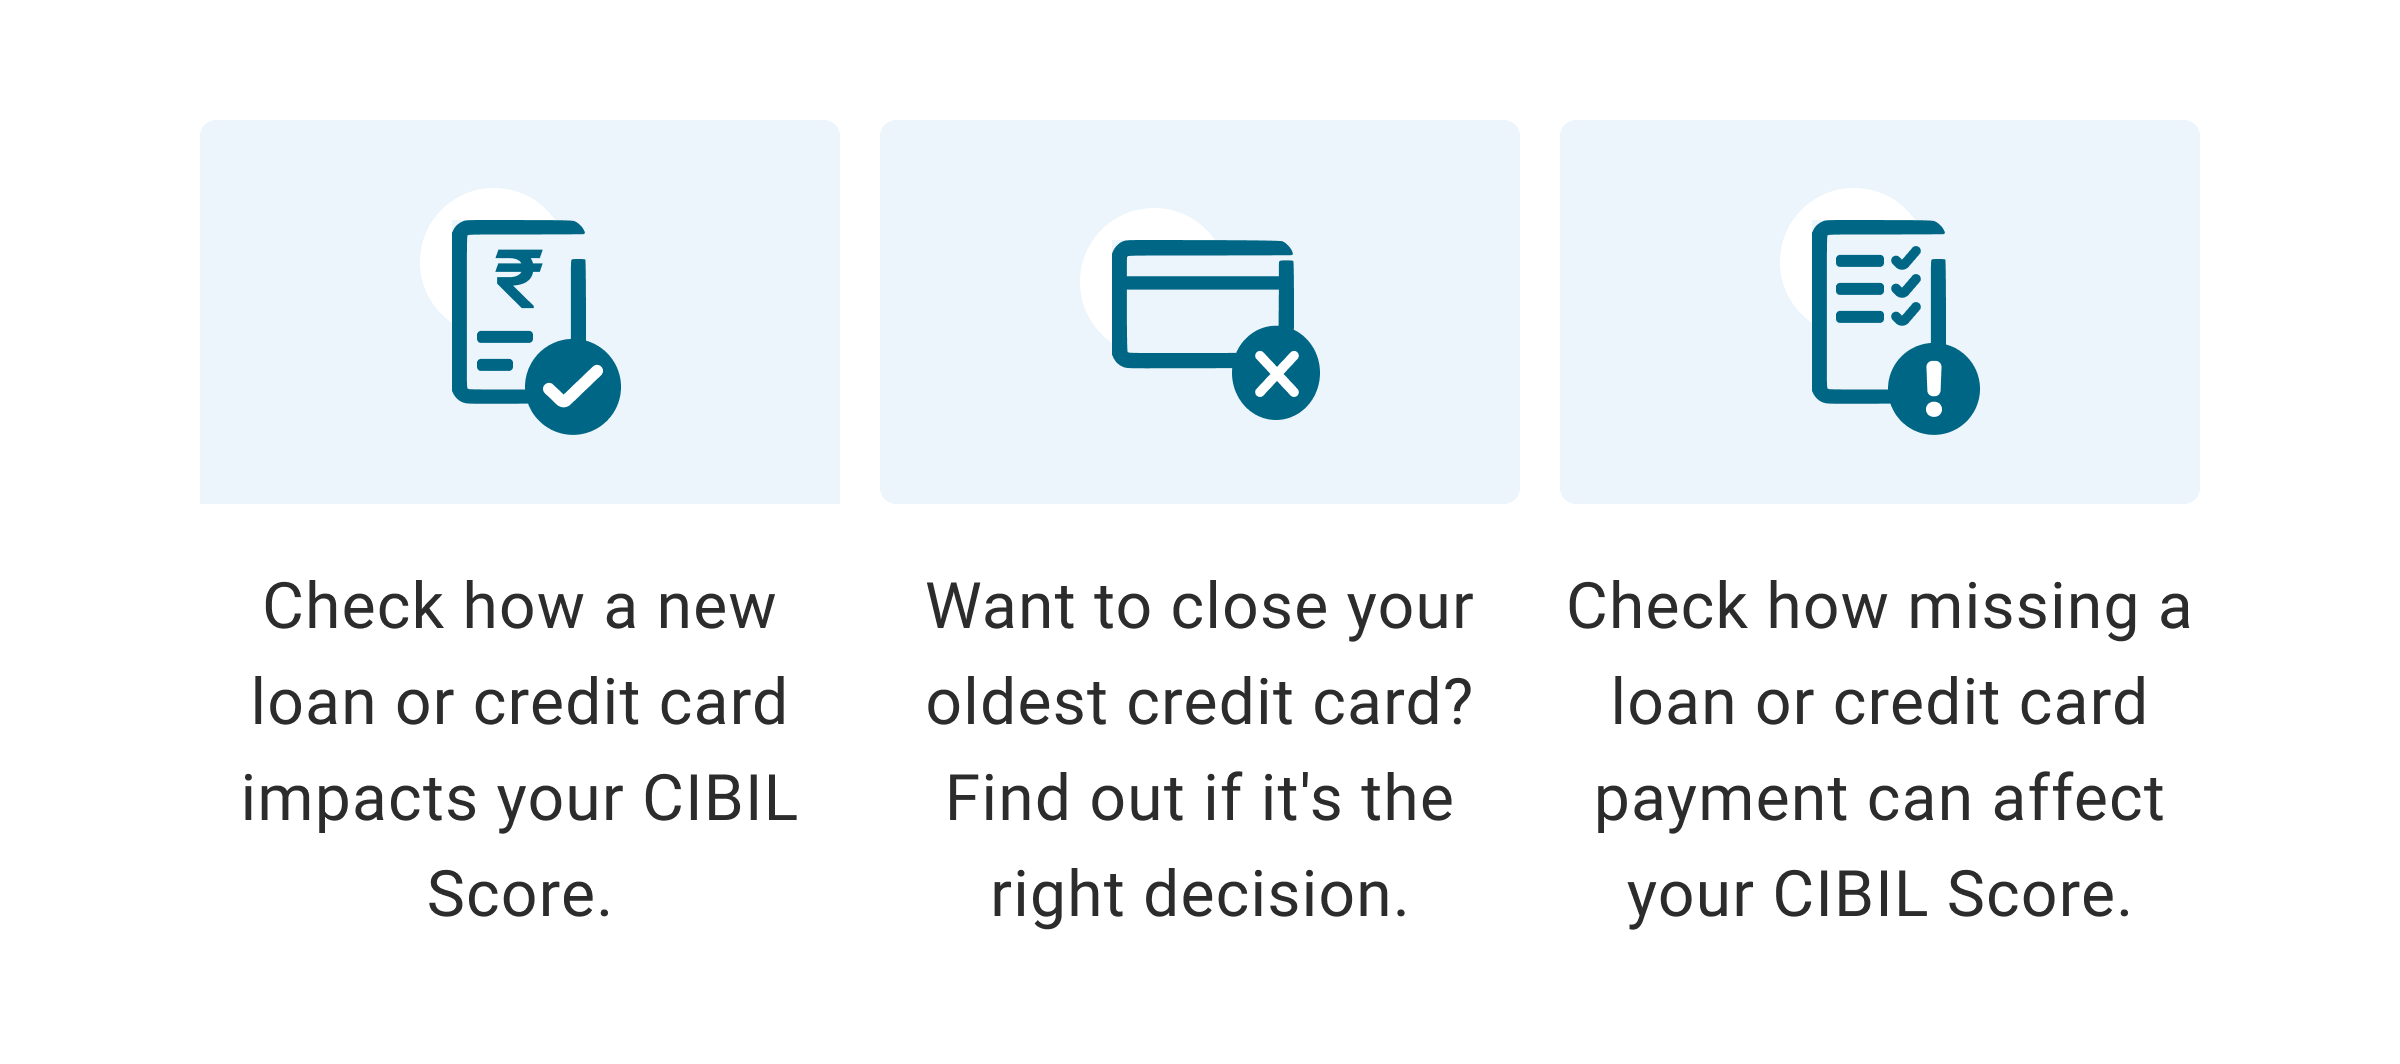 ₹
Check how a new
loan or credit card
impacts your CIBIL
Score.
Want to close your
oldest credit card?
Find out if it's the
right decision.
Check how missing a
loan or credit card
payment can affect
your CIBIL Score.